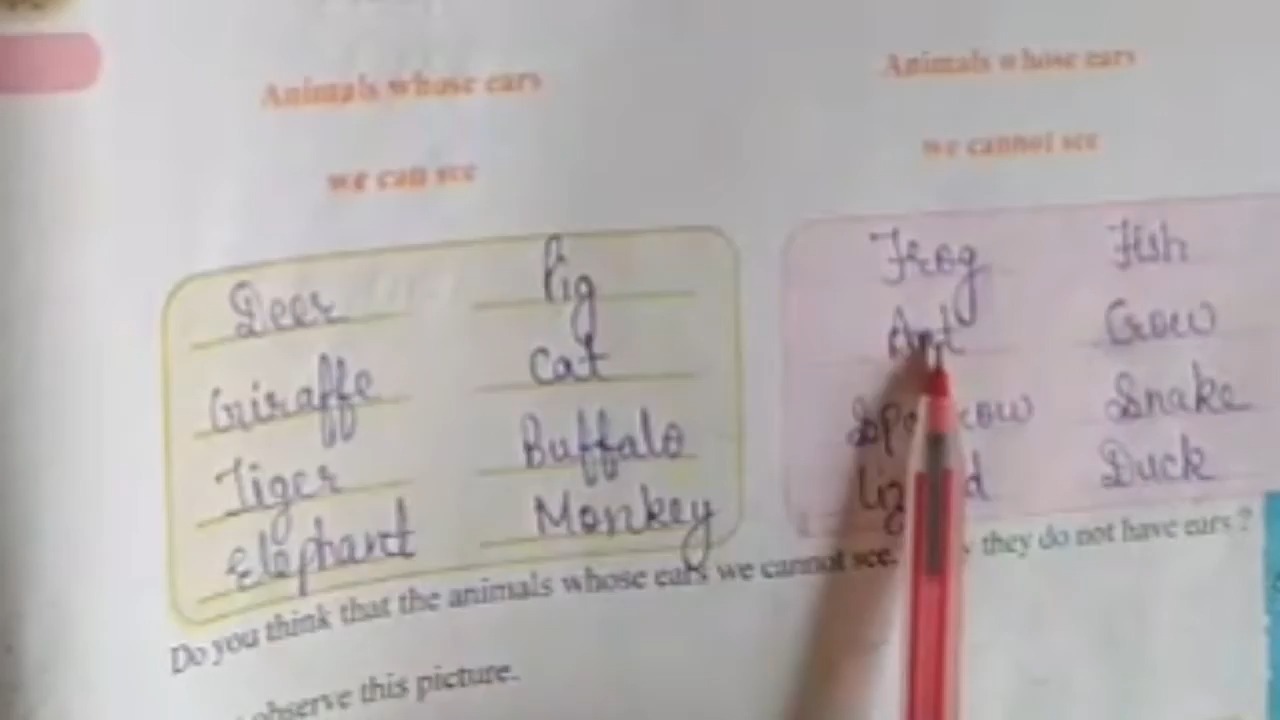 Animals whose ears
we can see
Animals whose ears
we cannot see
Deer
Pig
Giraffe
Cat
Tiger
Buffalo
Elephant
Monkey
Frog
Fish
Ant
Crow
Snake
Duck
Do you think that the animals whose ears we cannot see. they do not have ears ?
observe this picture.